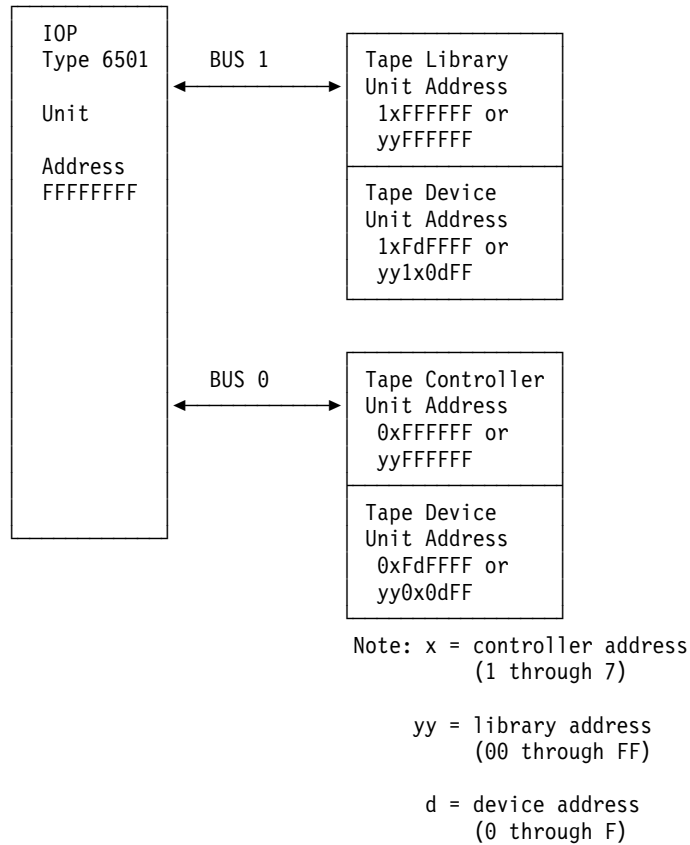 IOP
Type 6501
Unit
Address
FFFFFFFF
BUS 1
Tape Library
Unit Address
1xFFFFFF or
yyFFFFFF
Tape Device
Unit Address
1xFdFFFF or
yy1x0dFF
BUS 0
Tape Controller
Unit Address
0xFFFFFF or
yyFFFFFF
Tape Device
Unit Address
0xFdFFFF or
yy0x0dFF
Note: x = controller address
(1 through 7)
yy = library address
(00 through FF)
d = device address
(0 through F)